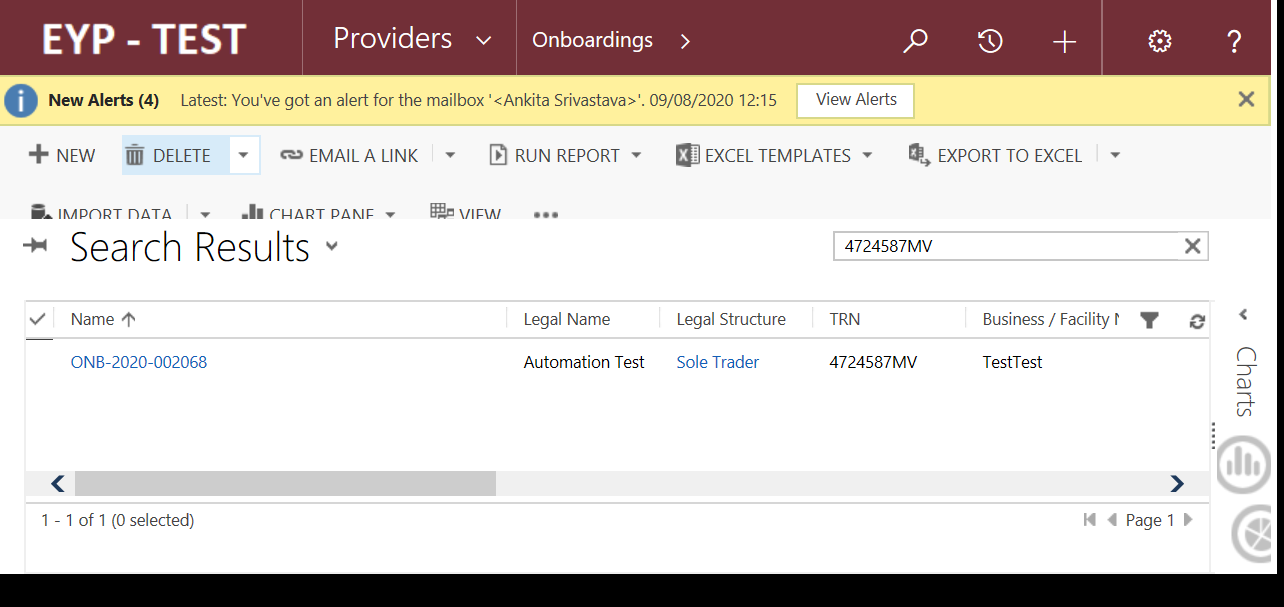 EYP - TEST Providers Onboardings ?
New Alerts (4) Latest: You've got an alert for the mailbox '<Ankita Srivastava>'. 09/08/2020 12:15 View Alerts
NEW DELETE EMAIL A LINK RUN REPORT EXCEL TEMPLATES EXPORT TO EXCEL
IMPORT DATA CHART PANE VIEW
Search Results 4724587MV
Name Legal Name Legal Structure TRN Business / Facility
ONB-2020-002068 Automation Test Sole Trader 4724587MV TestTest
Charts
1 - 1 of 1 (0 selected) Page 1